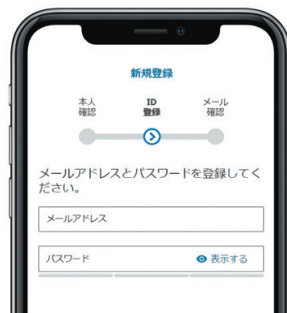 新規登録
本人
確認
ID
登録
メール
確認
メールアドレスとパスワードを登録してく
ださい。
メールアドレス
パスワード
表示する